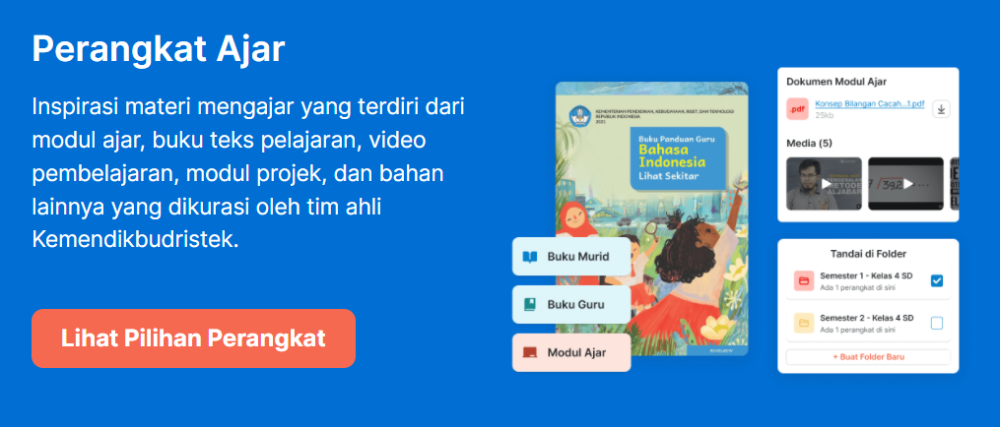 Perangkat Ajar
Inspirasi materi mengajar yang terdiri dari
modul ajar, buku teks pelajaran, video
pembelajaran, modul projek, dan bahan
lainnya yang dikurasi oleh tim ahli
Kemendikbudristek.
Lihat Pilihan Perangkat
KEMENTERIAN PENDIDIKAN, KEBUDAYAAN, RISET, DAN TEKNOLOGI
REPUBLIK INDONESIA
2021
Buku Panduan Guru
Bahasa
Indonesia
Lihat Sekitar
Buku Murid
Buku Guru
Modul Ajar
Dokumen Modul Ajar
.pdf
Konsep Bilangan Cacah...1.pdf
25kb
Media (5)
METODE
ALJABAR
7 / 392
Tandai di Folder
Semester 1 - Kelas 4 SD
Ada 1 perangkat di sini
Semester 2 - Kelas 4 SD
Ada 1 perangkat di sini
+ Buat Folder Baru